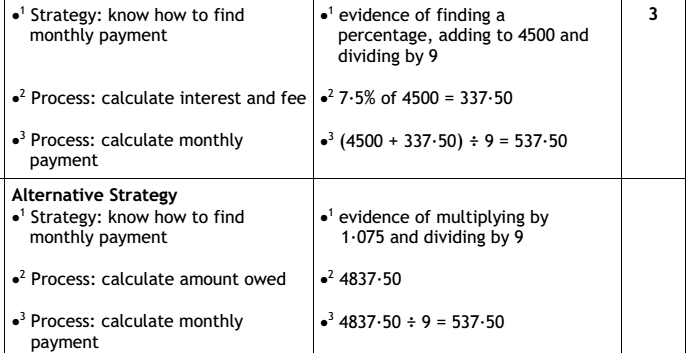 •¹ Strategy: know how to find
monthly payment
•¹ evidence of finding a
percentage, adding to 4500 and
dividing by 9
3
•² Process: calculate interest and fee
•² 7·5% of 4500 = 337·50
•³ Process: calculate monthly
payment
•³ (4500 + 337·50) ÷ 9 = 537·50
Alternative Strategy
•¹ Strategy: know how to find
monthly payment
•¹ evidence of multiplying by
1·075 and dividing by 9
•² Process: calculate amount owed
•² 4837·50
•³ Process: calculate monthly
payment
•³ 4837·50 ÷ 9 = 537·50